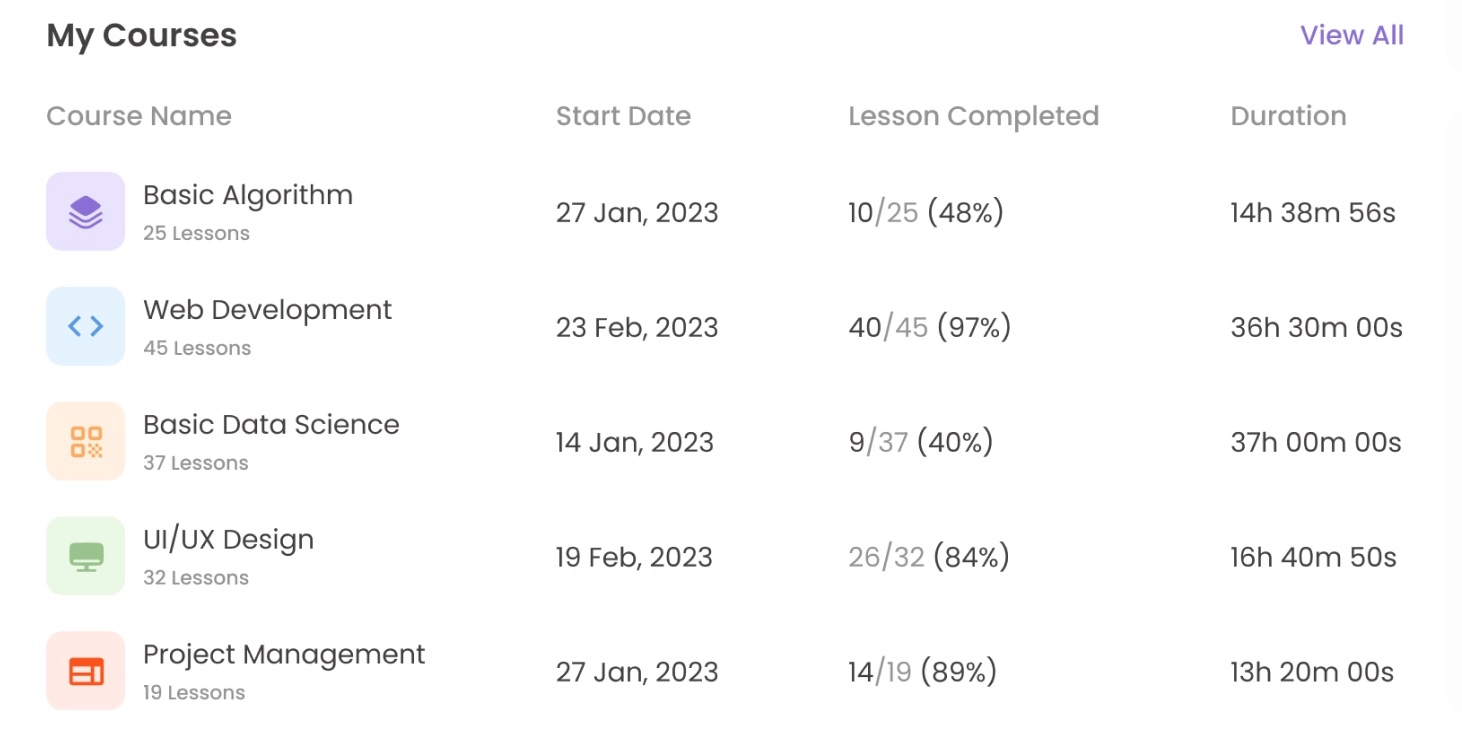 My Courses View All
Course Name Start Date Lesson Completed Duration
Basic Algorithm
25 Lessons
27 Jan, 2023 10/25 (48%) 14h 38m 56s
Web Development
45 Lessons
23 Feb, 2023 40/45 (97%) 36h 30m 00s
Basic Data Science
37 Lessons
14 Jan, 2023 9/37 (40%) 37h 00m 00s
UI/UX Design
32 Lessons
19 Feb, 2023 26/32 (84%) 16h 40m 50s
Project Management
19 Lessons
27 Jan, 2023 14/19 (89%) 13h 20m 00s